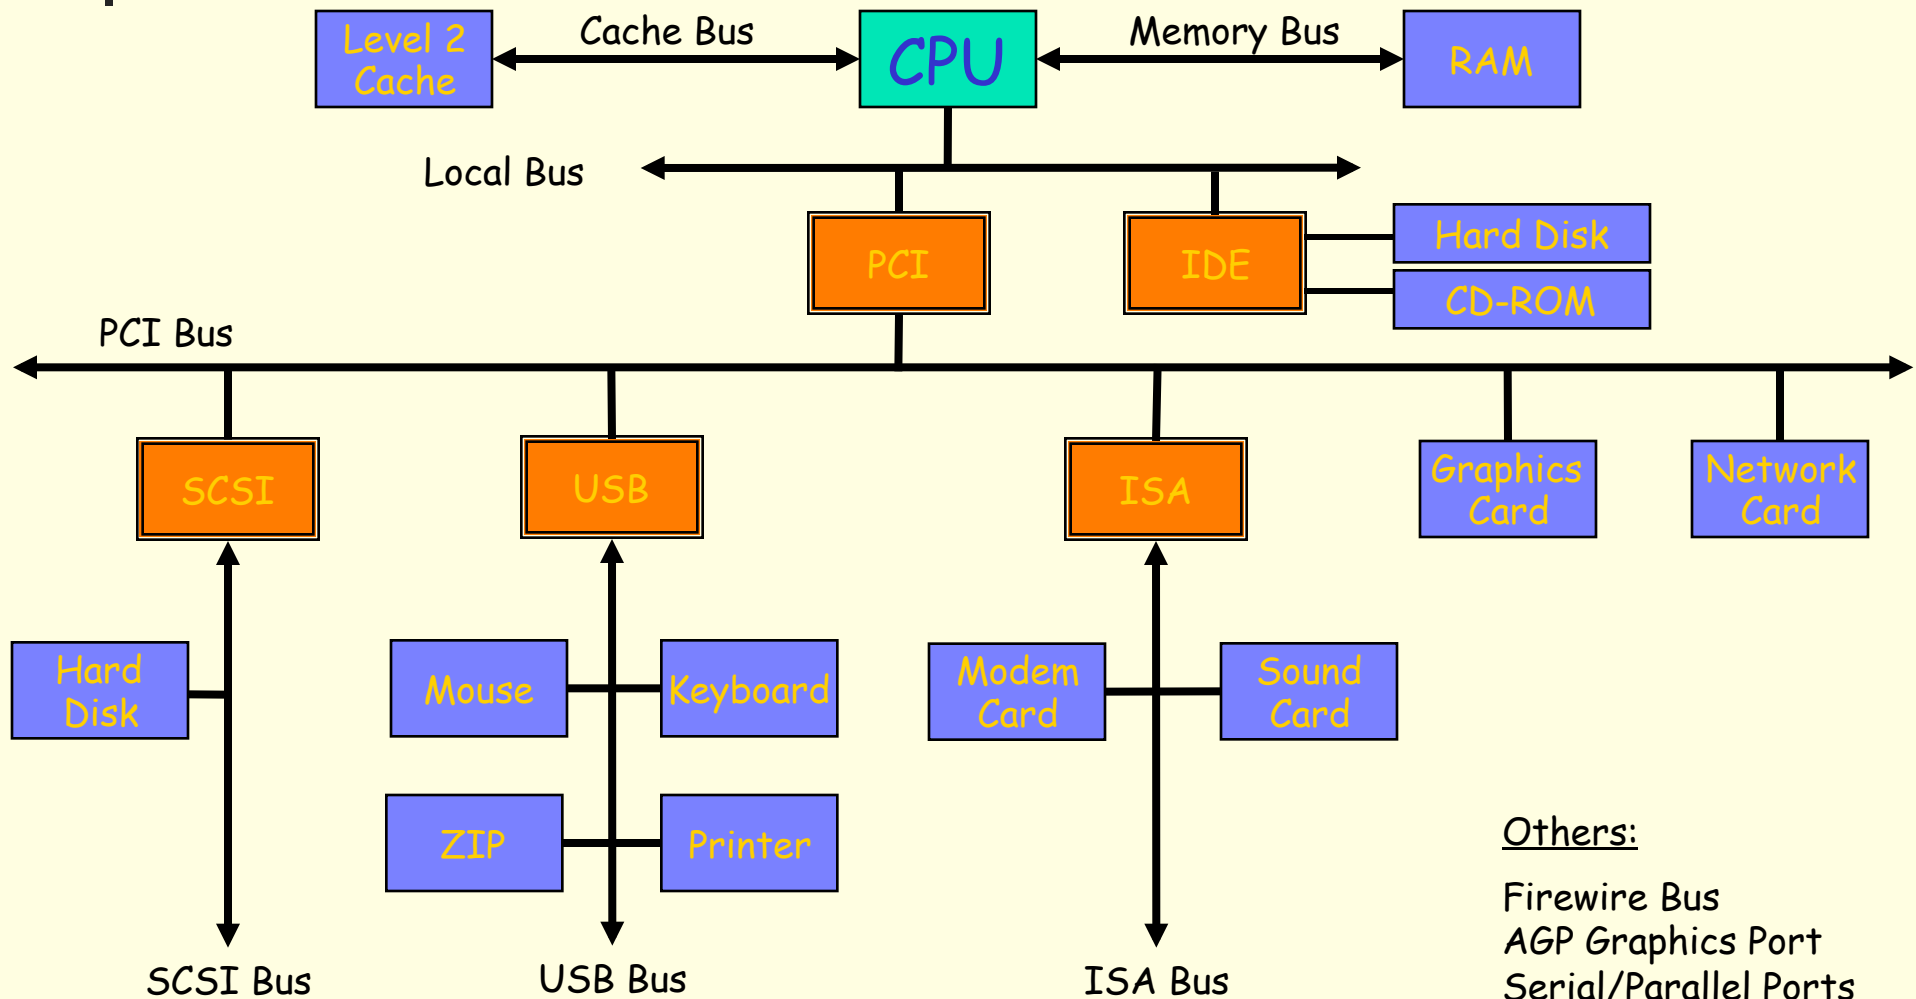 Level 2
Cache
Cache Bus
CPU
Memory Bus
RAM
Local Bus
PCI
IDE
Hard Disk
CD-ROM
PCI Bus
SCSI
USB
ISA
Graphics
Card
Network
Card
Hard
Disk
Mouse
Keyboard
Modem
Card
Sound
Card
ZIP
Printer
Others:
Firewire Bus
AGP Graphics Port
Serial/Parallel Ports
SCSI Bus
USB Bus
ISA Bus